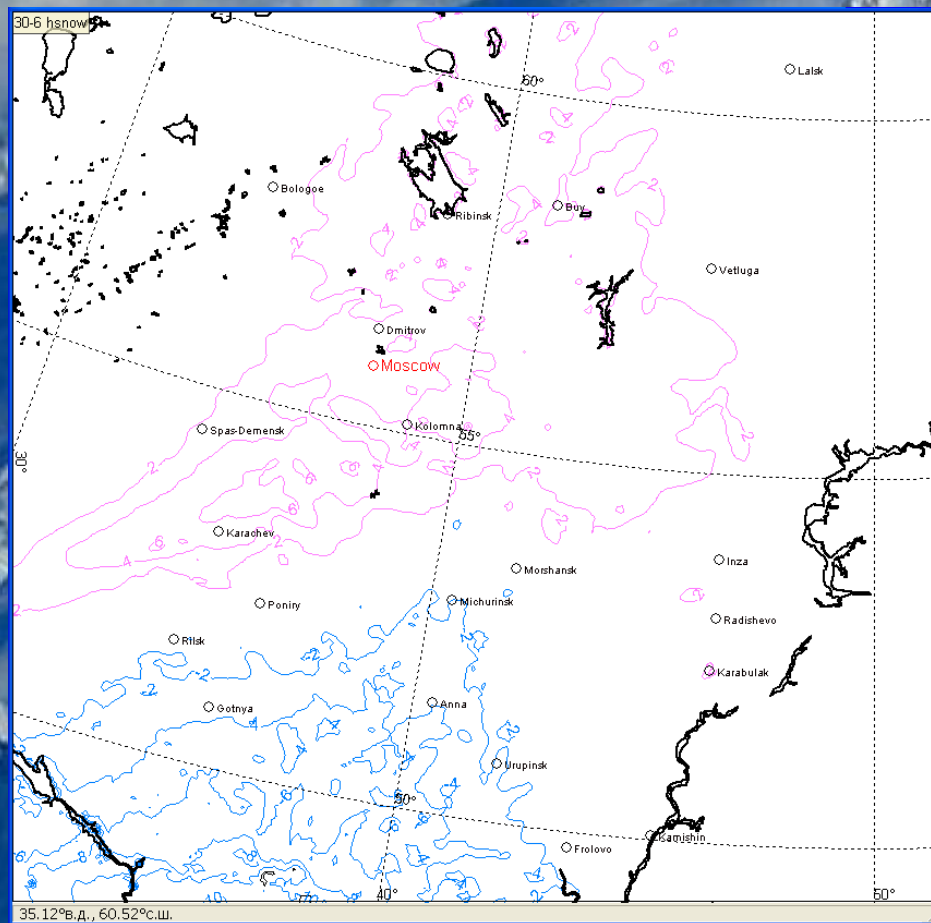 30-6 hsnow
Lalsk
60°
Bologoe
Ribinsk
Buy
Vetluga
Dmitrov
Moscow
Kolomna
Spas-Demensk
55°
30°
Karachev
Inza
Morshansk
Michurinsk
Poniry
Radishevo
Rilsk
Karabulak
Gotnya
Anna
Urupinsk
50°
Kamishin
Frolovo
40°
50°
35.12°в.д., 60.52°с.ш.